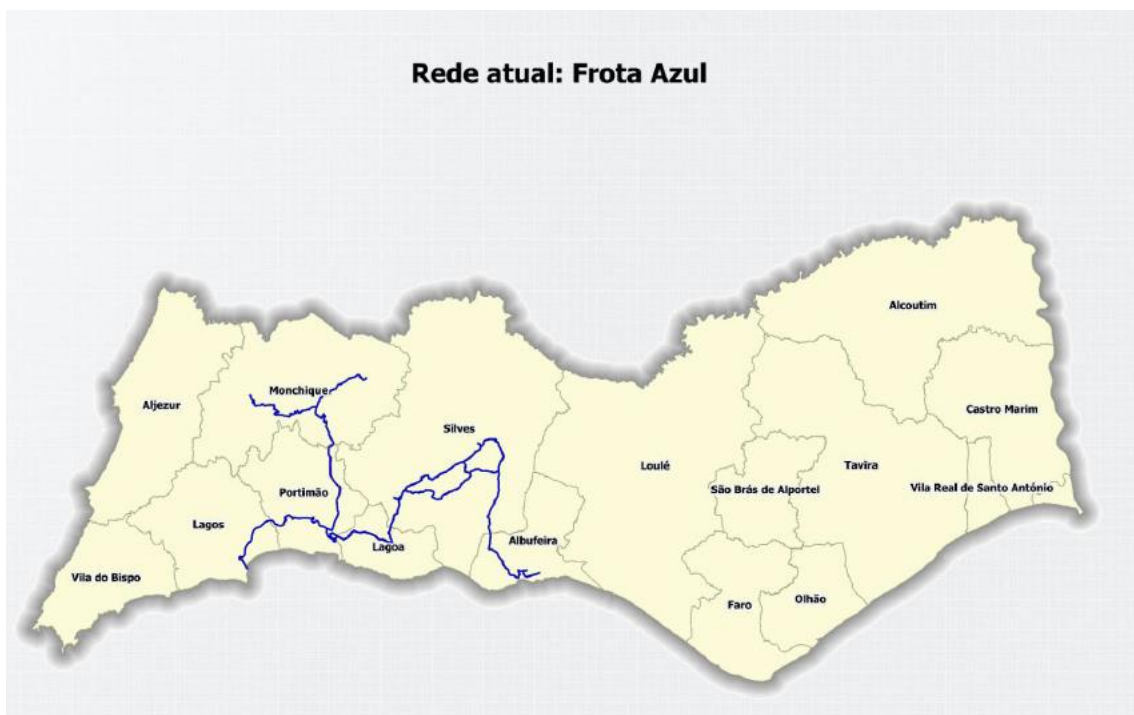 Rede atual: Frota Azul
Alcoutim
Monchique
Aljezur
Castro Marim
Silves
Loulé
Tavira
São Brás de Alportel
Vila Real de Santo António
Portimão
Lagos
Albufeira
Lagoa
Vila do Bispo
Olhão
Faro